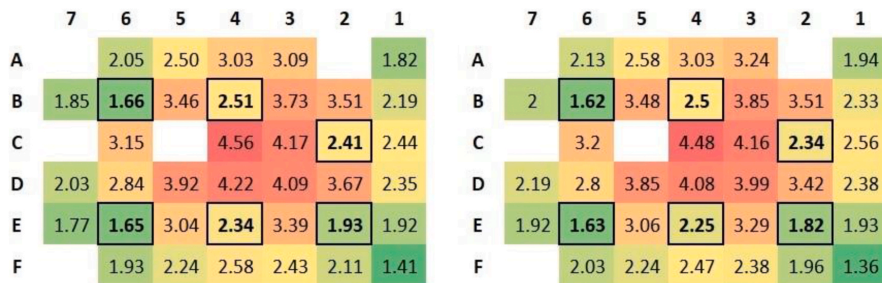 7 6 5 4 3 2 1
A 2.05 2.50 3.03 3.09 1.82
B 1.85 1.66 3.46 2.51 3.73 3.51 2.19
C 3.15 4.56 4.17 2.41 2.44
D 2.03 2.84 3.92 4.22 4.09 3.67 2.35
E 1.77 1.65 3.04 2.34 3.39 1.93 1.92
F 1.93 2.24 2.58 2.43 2.11 1.41
7 6 5 4 3 2 1
A 2.13 2.58 3.03 3.24 1.94
B 2 1.62 3.48 2.5 3.85 3.51 2.33
C 3.2 4.48 4.16 2.34 2.56
D 2.19 2.8 3.85 4.08 3.99 3.42 2.38
E 1.92 1.63 3.06 2.25 3.29 1.82 1.93
F 2.03 2.24 2.47 2.38 1.96 1.36